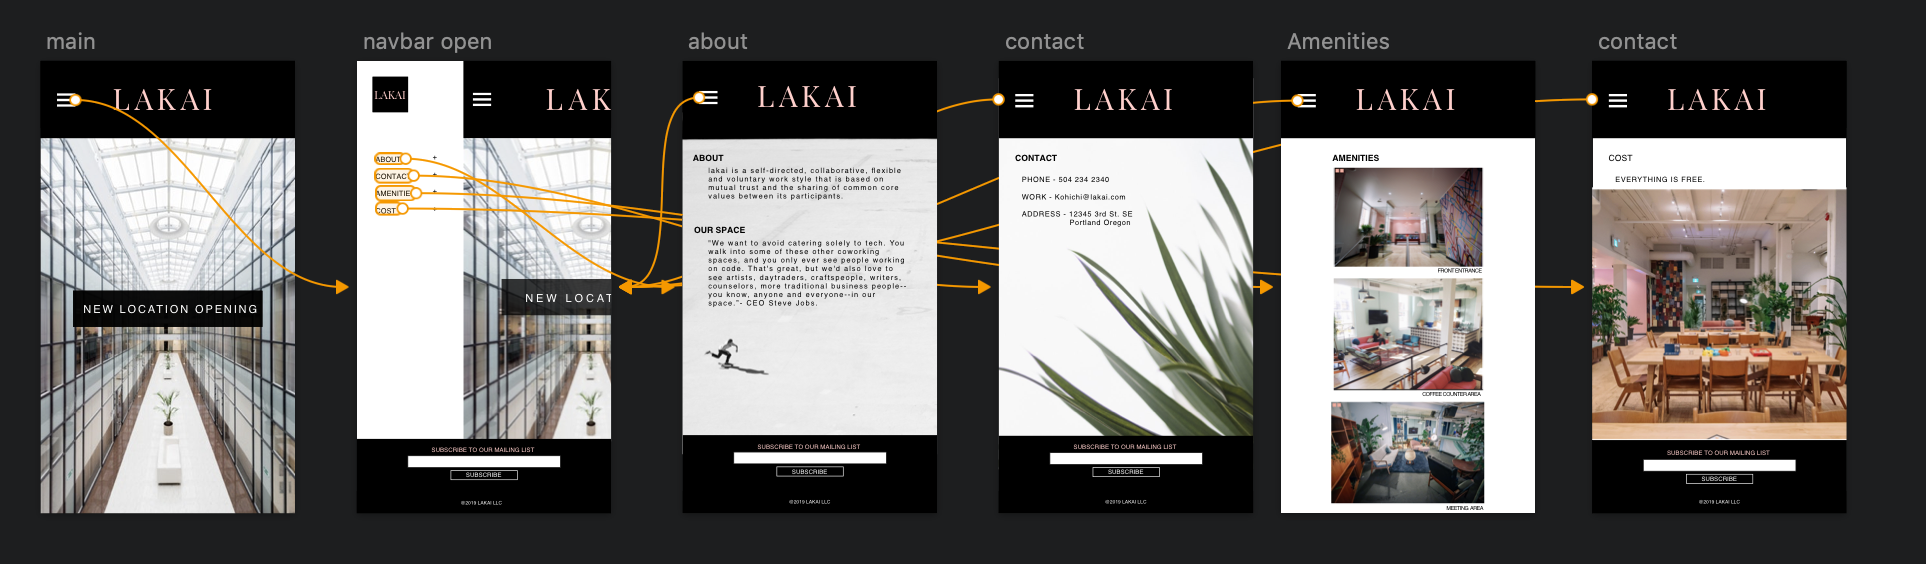 main
LAKAI
NEW LOCATION OPENING
navbar open
LAKAI
LAK
ABOUT +
CONTAC +
AMENITIE +
COST +
NEW LOCAT
SUBSCRIBE TO OUR MAILING LIST
SUBSCRIBE
©2019 LAKAI LLC
about
LAKAI
ABOUT
lakai is a self-directed, collaborative, flexible
and voluntary work style that is based on
mutual trust and the sharing of common core
values between its participants.
OUR SPACE
"We want to avoid catering solely to tech. You
walk into some of these other coworking
spaces, and you only ever see people working
on code. That's great, but we'd also love to
see artists, daytraders, craftspeople, writers,
counselors, more traditional business people--
you know, anyone and everyone--in our
space."- CEO Steve Jobs.
SUBSCRIBE TO OUR MAILING LIST
SUBSCRIBE
©2019 LAKAI LLC
contact
LAKAI
CONTACT
PHONE - 504 234 2340
WORK - Kohichi@lakai.com
ADDRESS - 12345 3rd St. SE
Portland Oregon
SUBSCRIBE TO OUR MAILING LIST
SUBSCRIBE
©2019 LAKAI LLC
Amenities
LAKAI
AMENITIES
FRONT ENTRANCE
COFFEE COUNTER AREA
MEETING AREA
contact
LAKAI
COST
EVERYTHING IS FREE.
SUBSCRIBE TO OUR MAILING LIST
SUBSCRIBE
©2019 LAKAI LLC